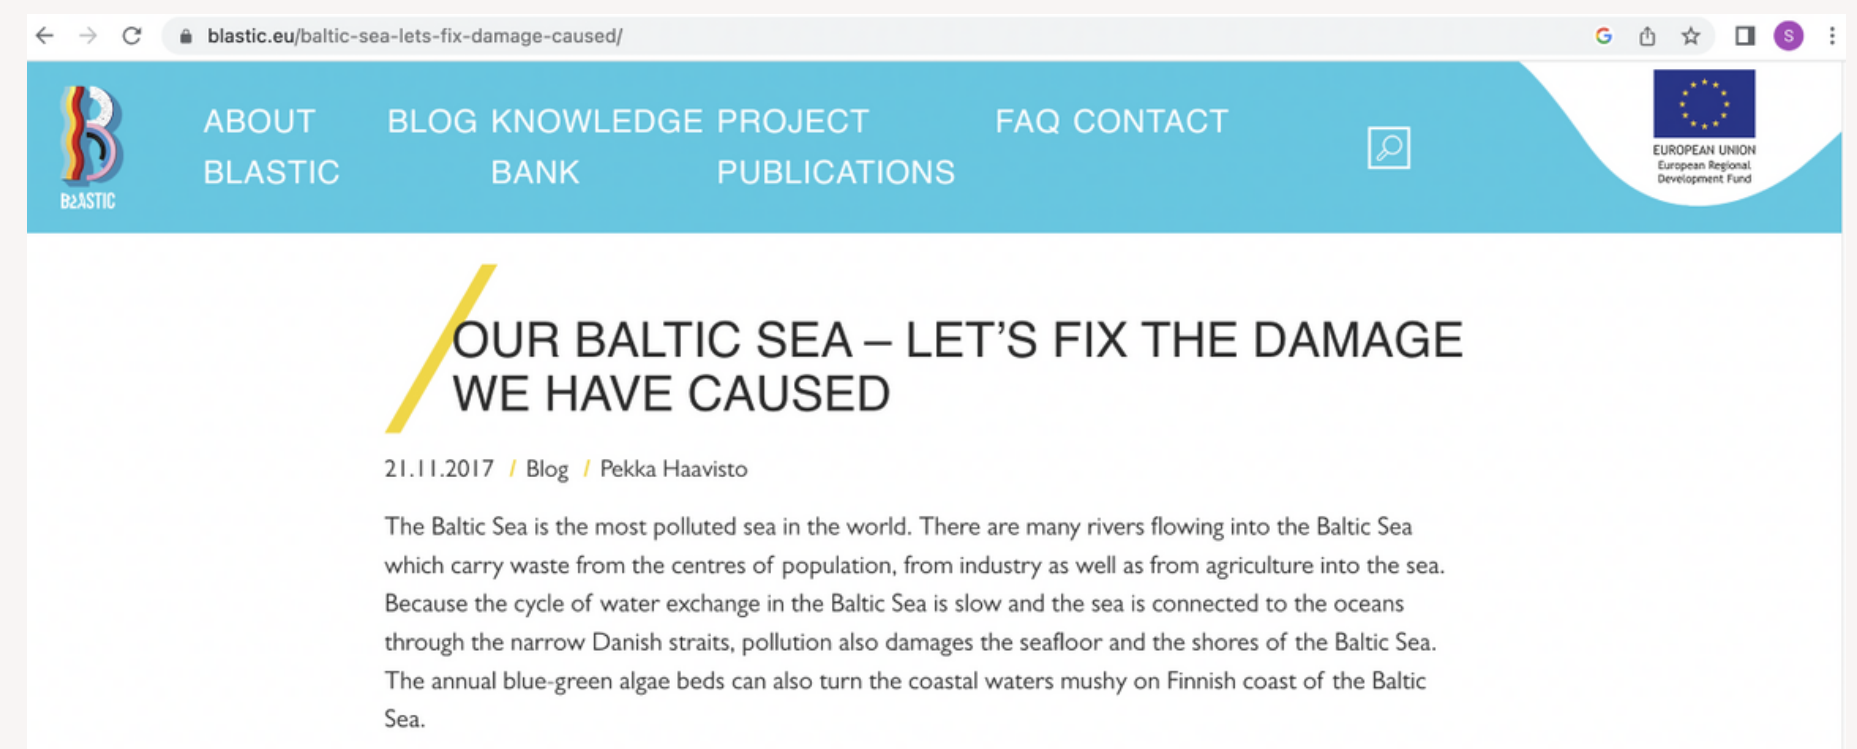 blastic.eu/baltic-sea-lets-fix-damage-caused/
S
BLASTIC
ABOUT BLASTIC
BLOG
KNOWLEDGE BANK
PROJECT PUBLICATIONS
FAQ
CONTACT
EUROPEAN UNION
European Regional
Development Fund
OUR BALTIC SEA – LET’S FIX THE DAMAGE
WE HAVE CAUSED
21.11.2017 / Blog / Pekka Haavisto
The Baltic Sea is the most polluted sea in the world. There are many rivers flowing into the Baltic Sea
which carry waste from the centres of population, from industry as well as from agriculture into the sea.
Because the cycle of water exchange in the Baltic Sea is slow and the sea is connected to the oceans
through the narrow Danish straits, pollution also damages the seafloor and the shores of the Baltic Sea.
The annual blue-green algae beds can also turn the coastal waters mushy on Finnish coast of the Baltic
Sea.